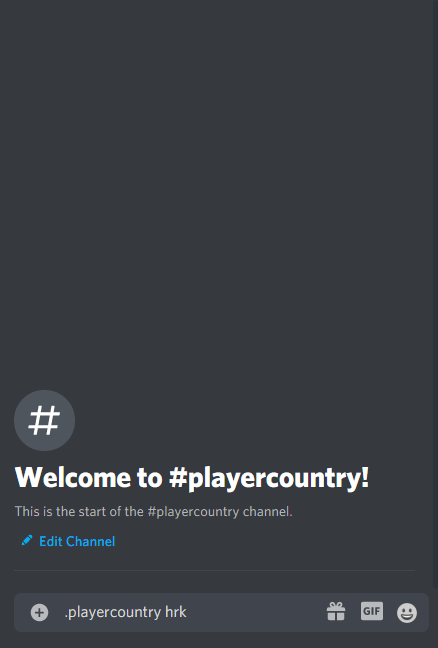 #
Welcome to #playercountry!
This is the start of the #playercountry channel.
Edit Channel
.playercountry hrk
GIF